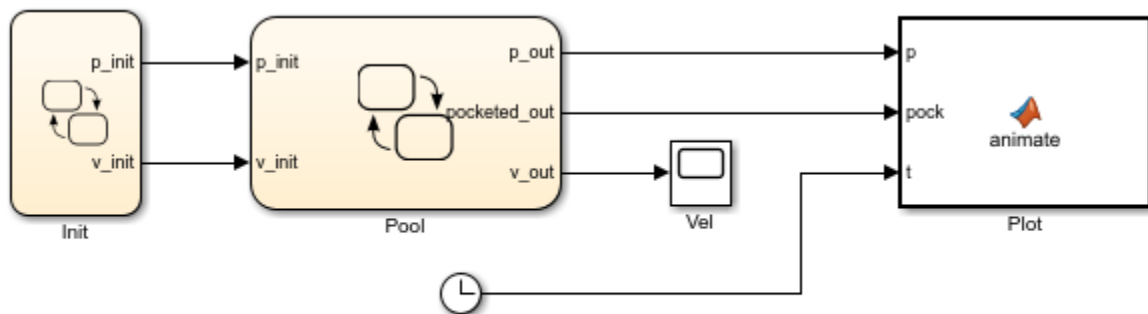 p_init
v_init
Init
p_init
v_init
p_out
pocketed_out
v_out
Pool
Vel
p
pock
t
animate
Plot